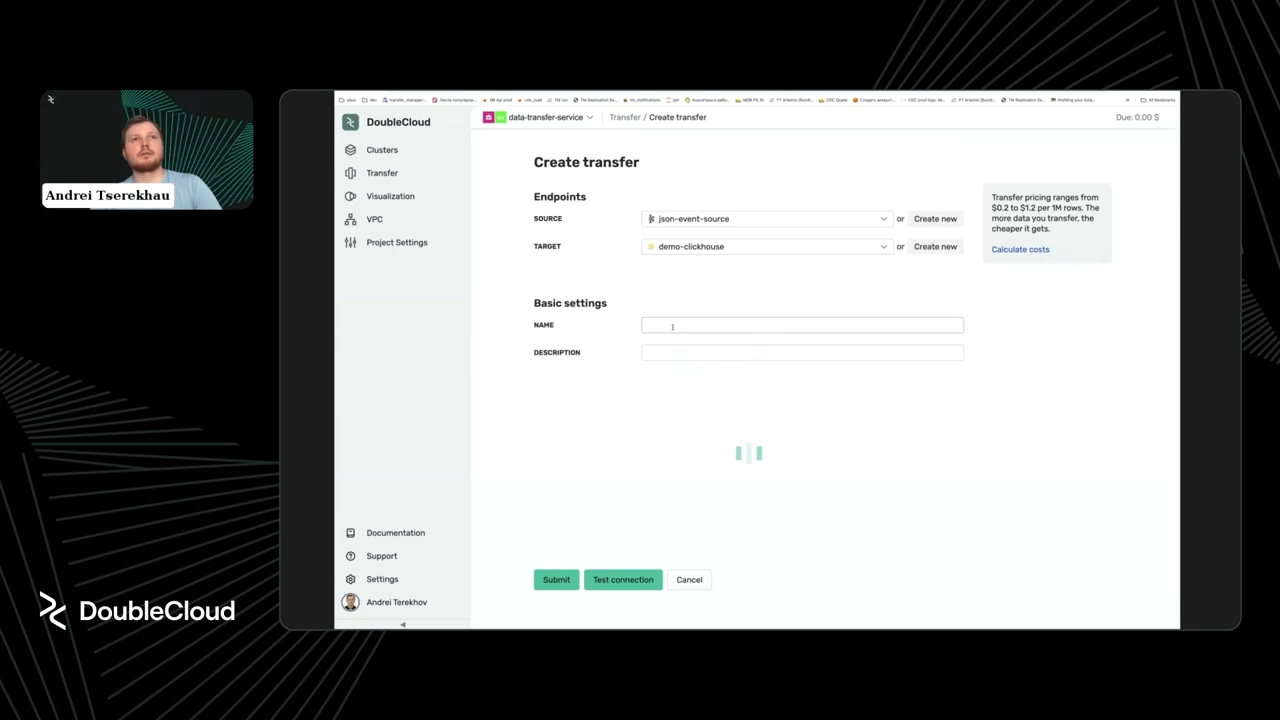 DoubleCloud
data-transfer-service
Transfer / Create transfer
Due: 0,00 $
Clusters
Transfer
Visualization
VPC
Project Settings
Create transfer
Endpoints
SOURCE
json-event-source
or
Create new
TARGET
demo-clickhouse
or
Create new
Transfer pricing ranges from
$0.2 to $1.2 per 1M rows. The
more data you transfer, the
cheaper it gets.
Calculate costs
Basic settings
NAME
DESCRIPTION
Submit
Test connection
Cancel
Documentation
Support
Settings
Andrei Terekhov
Andrei Tserekhau
DoubleCloud
All Bookmarks